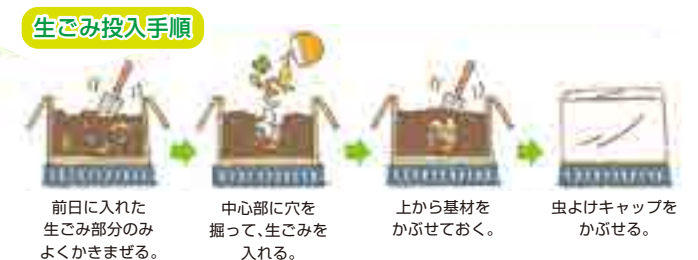 生ごみ投入手順
前日に入れた
生ごみ部分のみ
よくかきまぜる。
中心部に穴を
掘って、生ごみを
入れる。
上から基材を
かぶせておく。
虫よけキャップを
かぶせる。